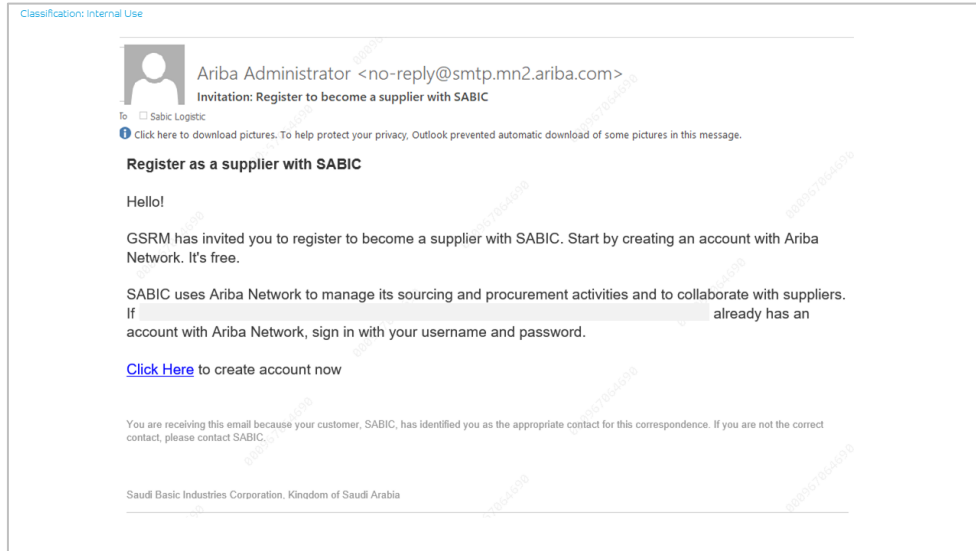 Classification: Internal Use
Ariba Administrator <no-reply@smtp.mn2.ariba.com>
Invitation: Register to become a supplier with SABIC
To Sabic Logistic
Click here to download pictures. To help protect your privacy, Outlook prevented automatic download of some pictures in this message.
Register as a supplier with SABIC
Hello!
GSRM has invited you to register to become a supplier with SABIC. Start by creating an account with Ariba
Network. It's free.
SABIC uses Ariba Network to manage its sourcing and procurement activities and to collaborate with suppliers.
If already has an
account with Ariba Network, sign in with your username and password.
Click Here to create account now
You are receiving this email because your customer, SABIC, has identified you as the appropriate contact for this correspondence. If you are not the correct
contact, please contact SABIC.
Saudi Basic Industries Corporation, Kingdom of Saudi Arabia